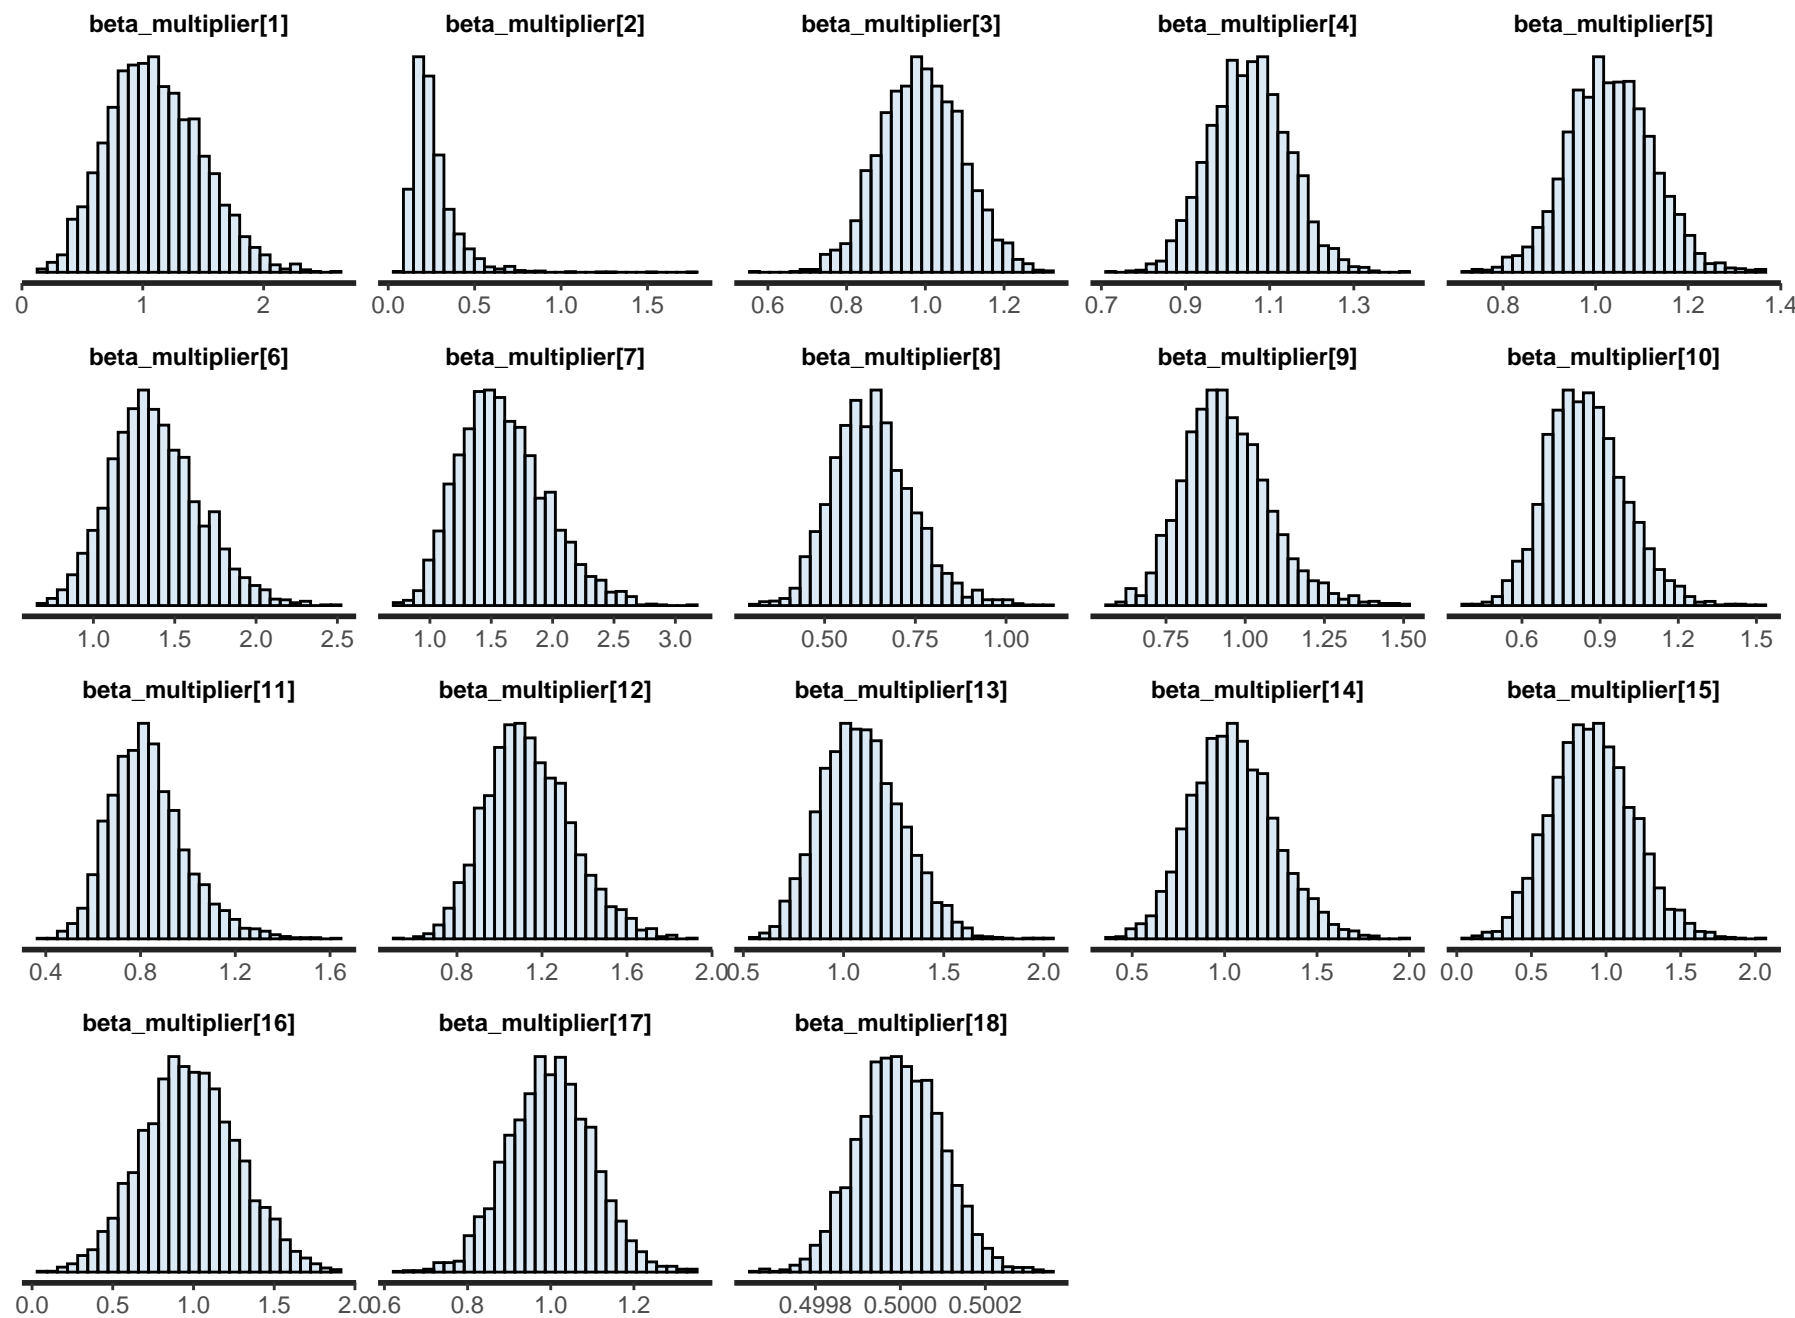 beta_multiplier[1] beta_multiplier[2] beta_multiplier[3] beta_multiplier[4] beta_multiplier[5]
0 1 2 0.0 0.5 1.0 1.5 0.6 0.8 1.0 1.2 0.7 0.9 1.1 1.3 0.8 1.0 1.2 1.4
beta_multiplier[6] beta_multiplier[7] beta_multiplier[8] beta_multiplier[9] beta_multiplier[10]
1.0 1.5 2.0 2.5 1.0 1.5 2.0 2.5 3.0 0.50 0.75 1.00 0.75 1.00 1.25 1.50 0.6 0.9 1.2 1.5
beta_multiplier[11] beta_multiplier[12] beta_multiplier[13] beta_multiplier[14] beta_multiplier[15]
0.4 0.8 1.2 1.6 0.8 1.2 1.6 2.0 0.5 1.0 1.5 2.0 0.5 1.0 1.5 2.0 0.0 0.5 1.0 1.5 2.0
beta_multiplier[16] beta_multiplier[17] beta_multiplier[18]
0.0 0.5 1.0 1.5 2.0 0.6 0.8 1.0 1.2 0.4998 0.5000 0.5002